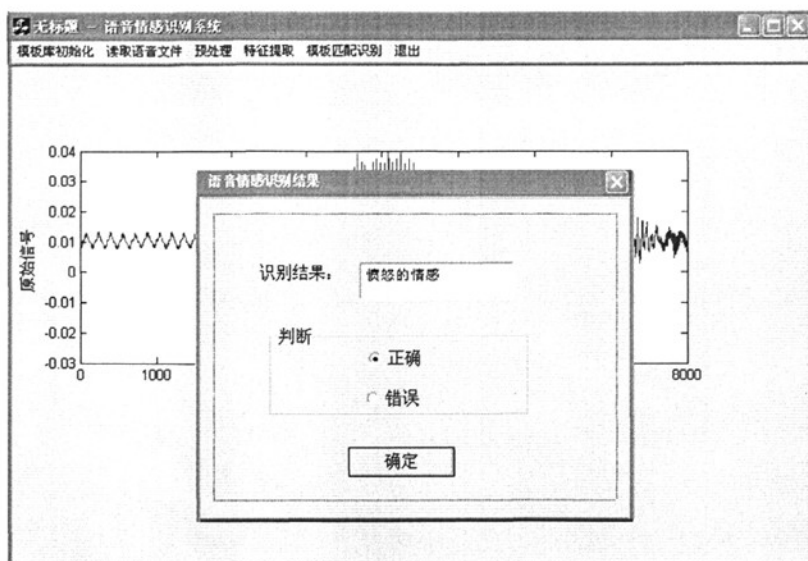 无标题 - 语音情感识别系统
模板库初始化 读取语音文件 预处理 特征提取 模板匹配识别 退出
0.04
0.03
0.02
0.01
0
-0.01
-0.02
-0.03
原始信号
0 1000 8000
语音情感识别结果
识别结果： 愤怒的情感
判断
正确
错误
确定